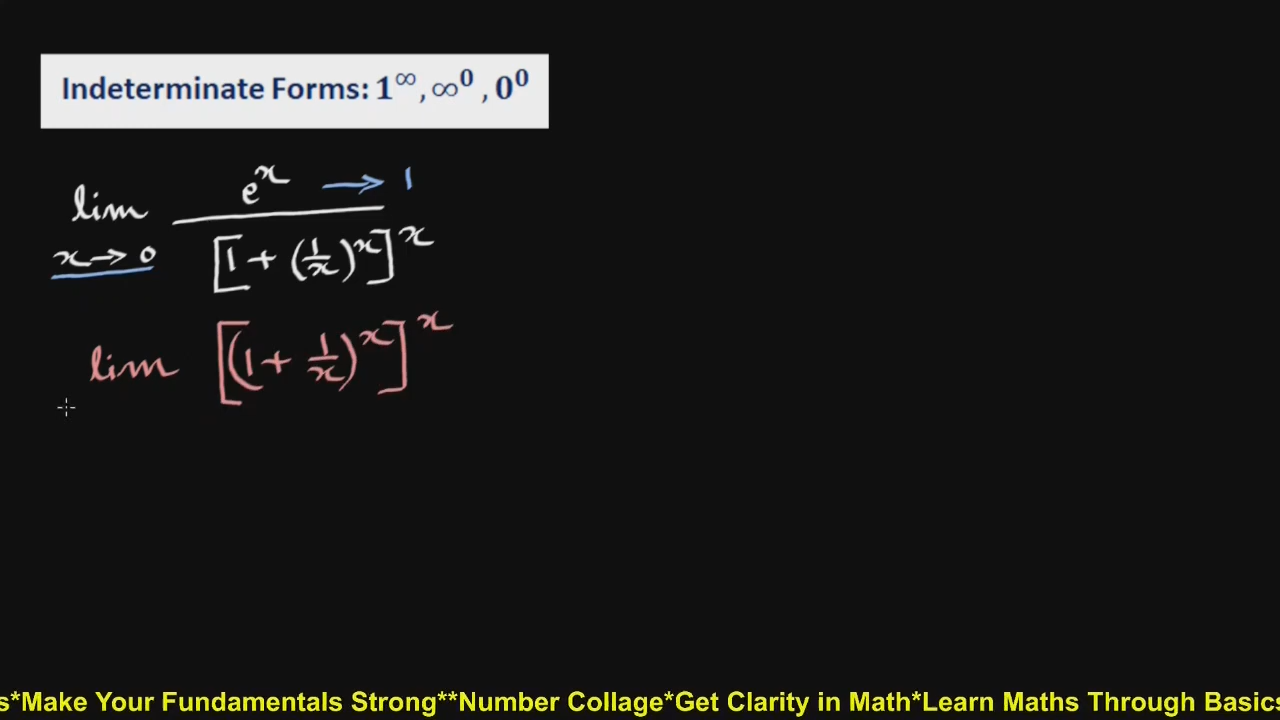 Indeterminate Forms: 1^∞, ∞^0, 0^0
lim x→0 e^x / [1 + (1/x)^x]^x → 1
lim [(1 + 1/x)^x]^x
s*Make Your Fundamentals Strong**Number Collage*Get Clarity in Math*Learn Maths Through Basics